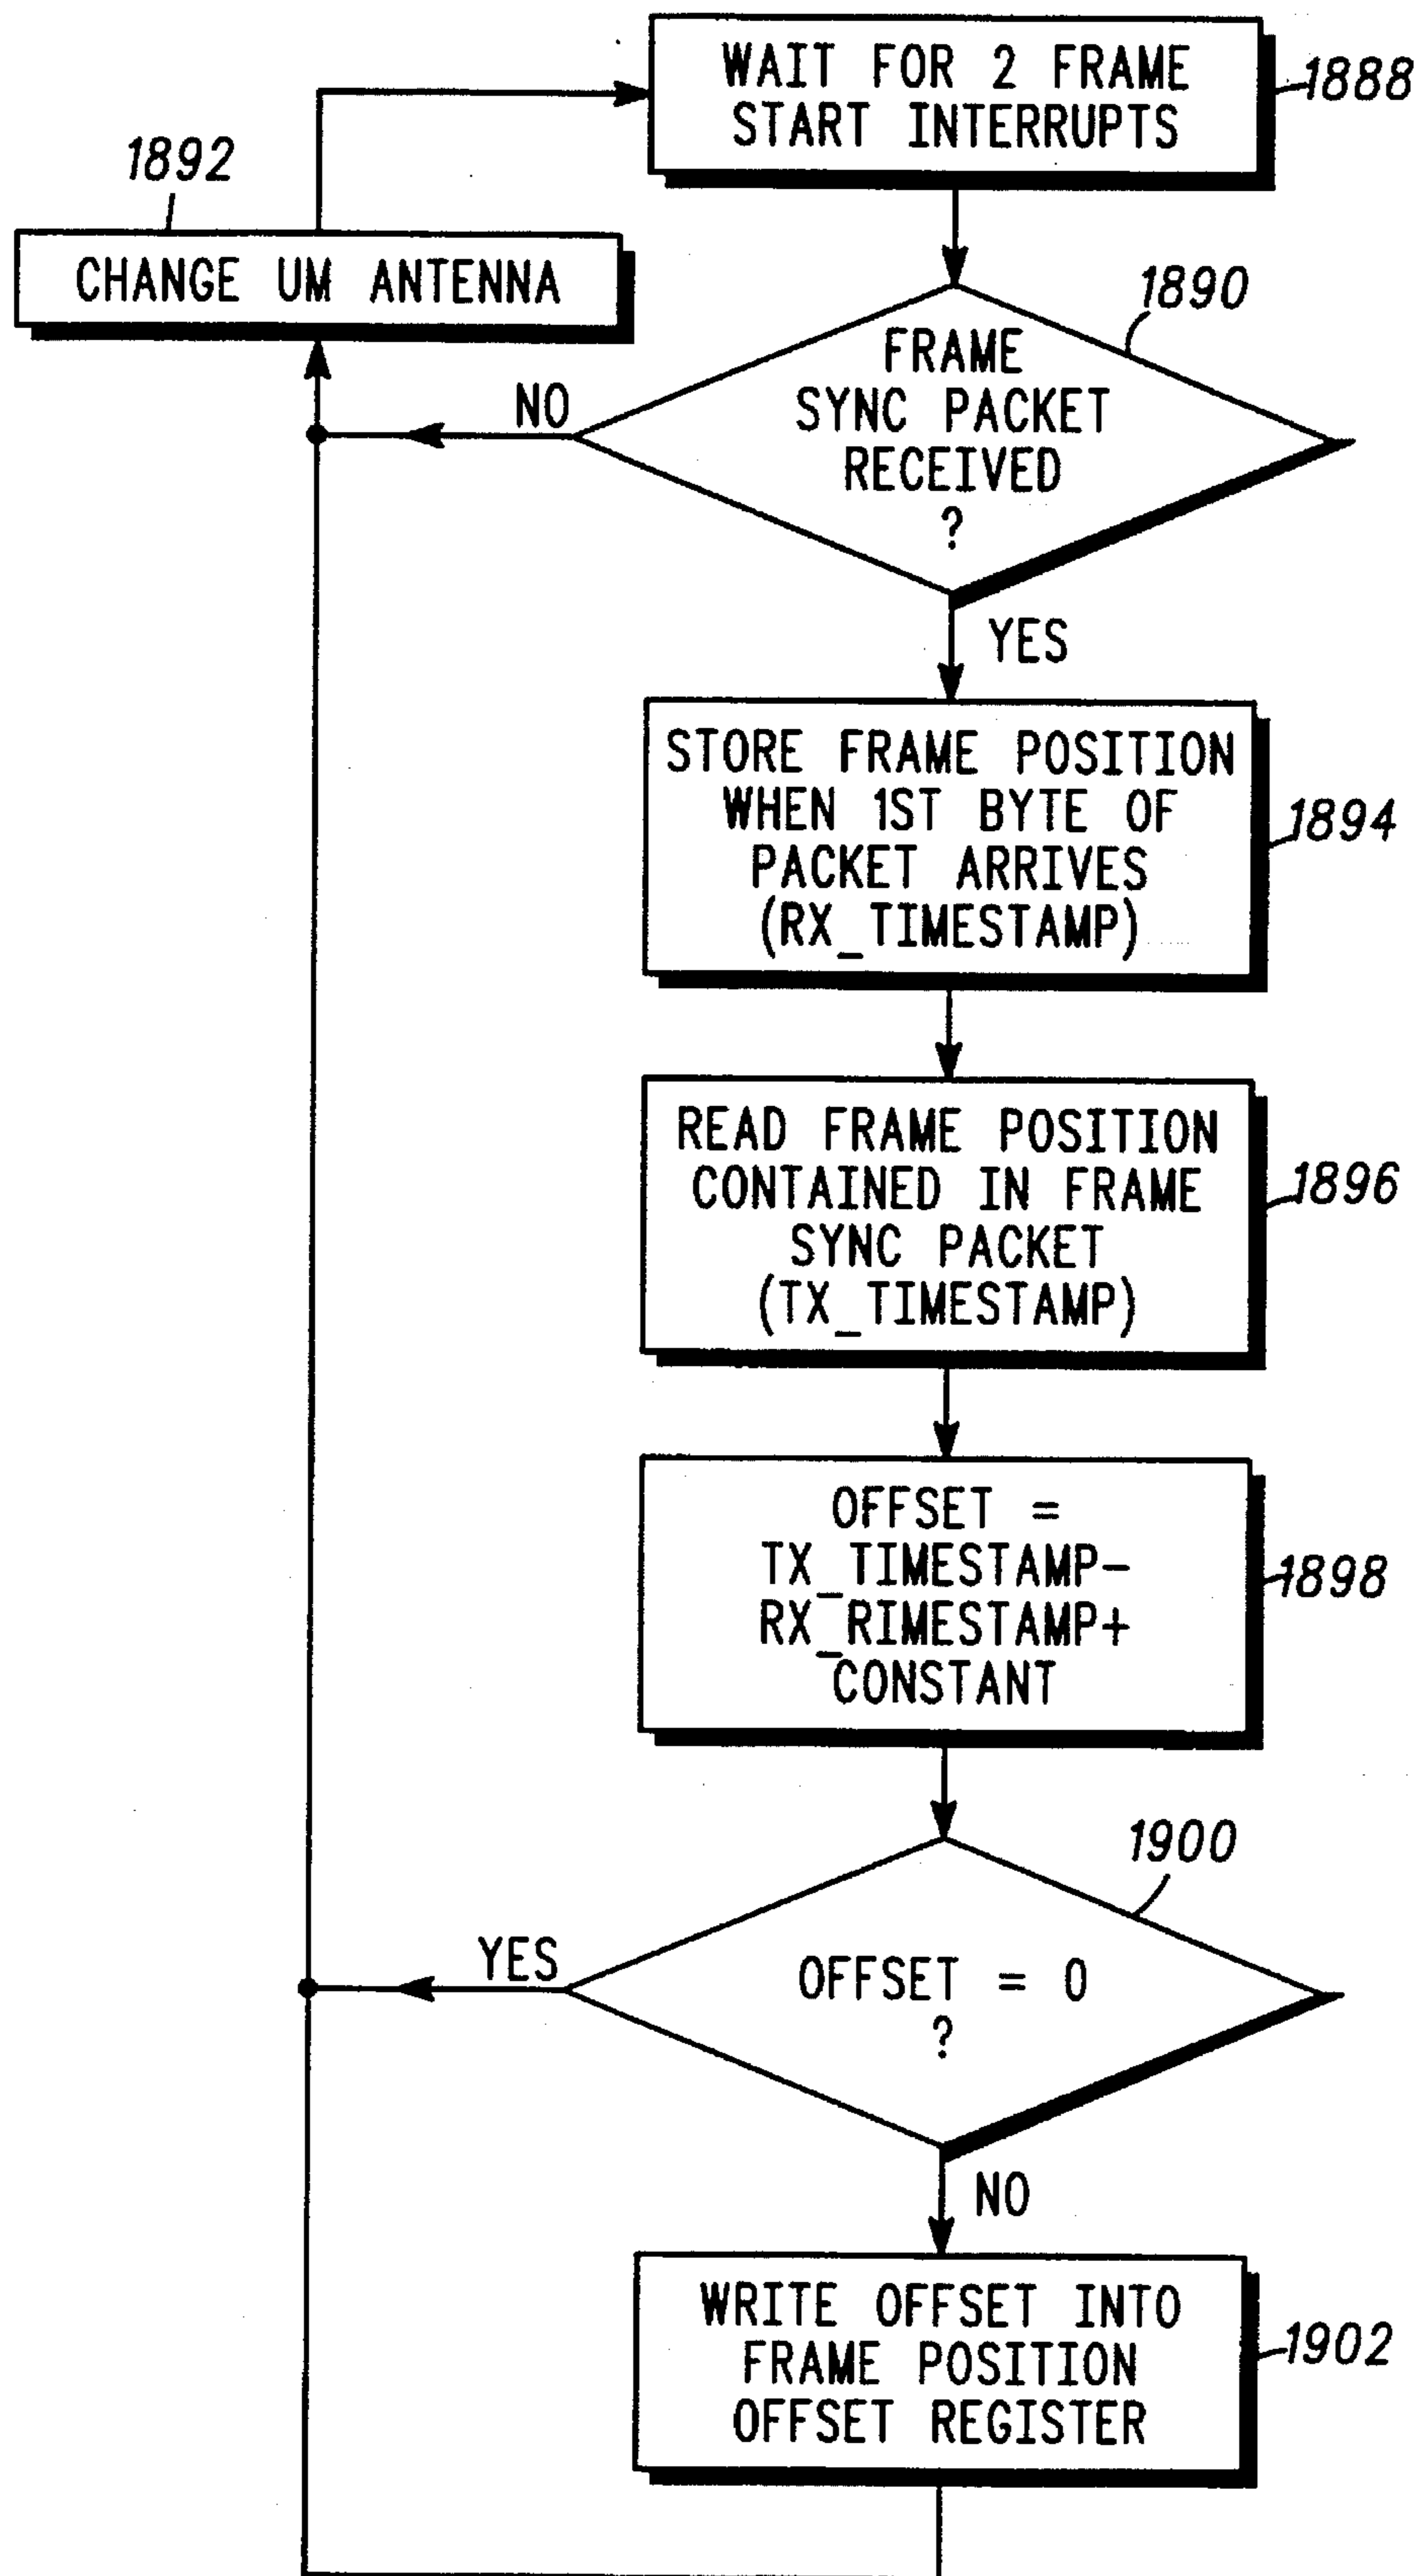 WAIT FOR 2 FRAME
START INTERRUPTS
1888
1892
CHANGE UM ANTENNA
1890
FRAME
SYNC PACKET
RECEIVED
?
NO
YES
STORE FRAME POSITION
WHEN 1ST BYTE OF
PACKET ARRIVES
(RX_TIMESTAMP)
1894
READ FRAME POSITION
CONTAINED IN FRAME
SYNC PACKET
(TX_TIMESTAMP)
1896
OFFSET =
TX_TIMESTAMP-
RX_RIMESTAMP+
CONSTANT
1898
1900
OFFSET = 0
?
YES
NO
WRITE OFFSET INTO
FRAME POSITION
OFFSET REGISTER
1902